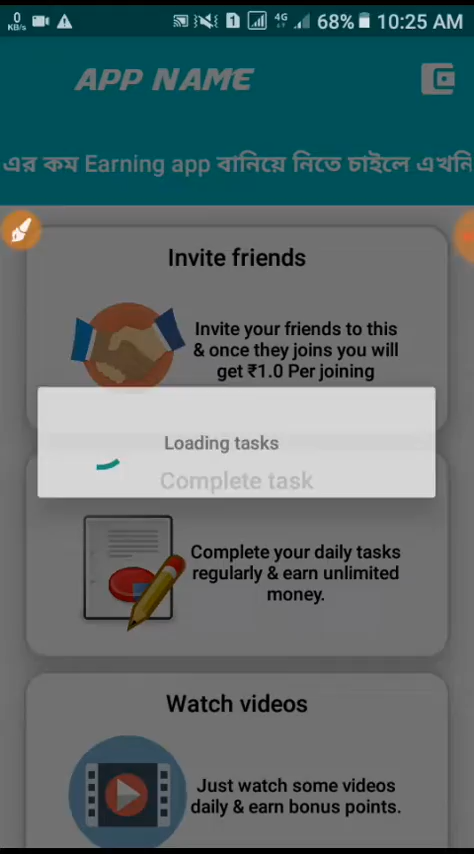 0
KB/s
1
4G
68%
10:25 AM
APP NAME
এর কম Earning app বানিয়ে নিতে চাইলে এখনি
Invite friends
Invite your friends to this
& once they joins you will
get ₹1.0 Per joining
Loading tasks
Complete task
Complete your daily tasks
regularly & earn unlimited
money.
Watch videos
Just watch some videos
daily & earn bonus points.